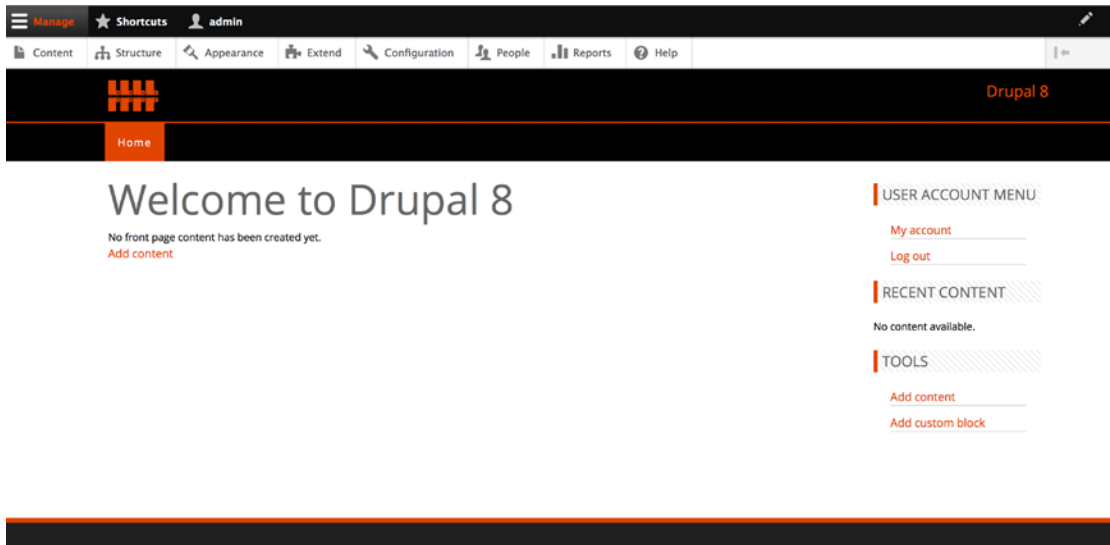 Manage Shortcuts admin
Content Structure Appearance Extend Configuration People Reports Help
Drupal 8
Home
Welcome to Drupal 8
No front page content has been created yet.
Add content
USER ACCOUNT MENU
My account
Log out
RECENT CONTENT
No content available.
TOOLS
Add content
Add custom block